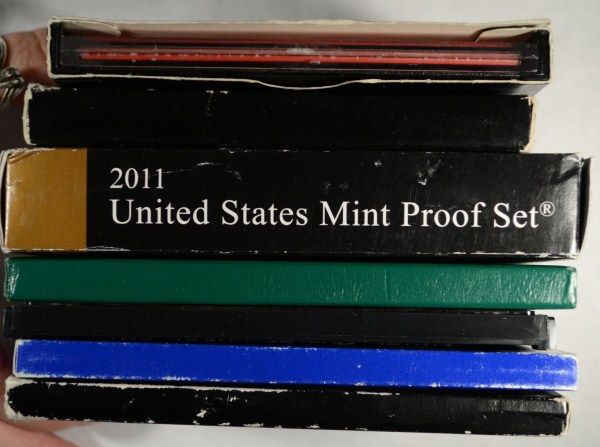 2011
United States Mint Proof Set®